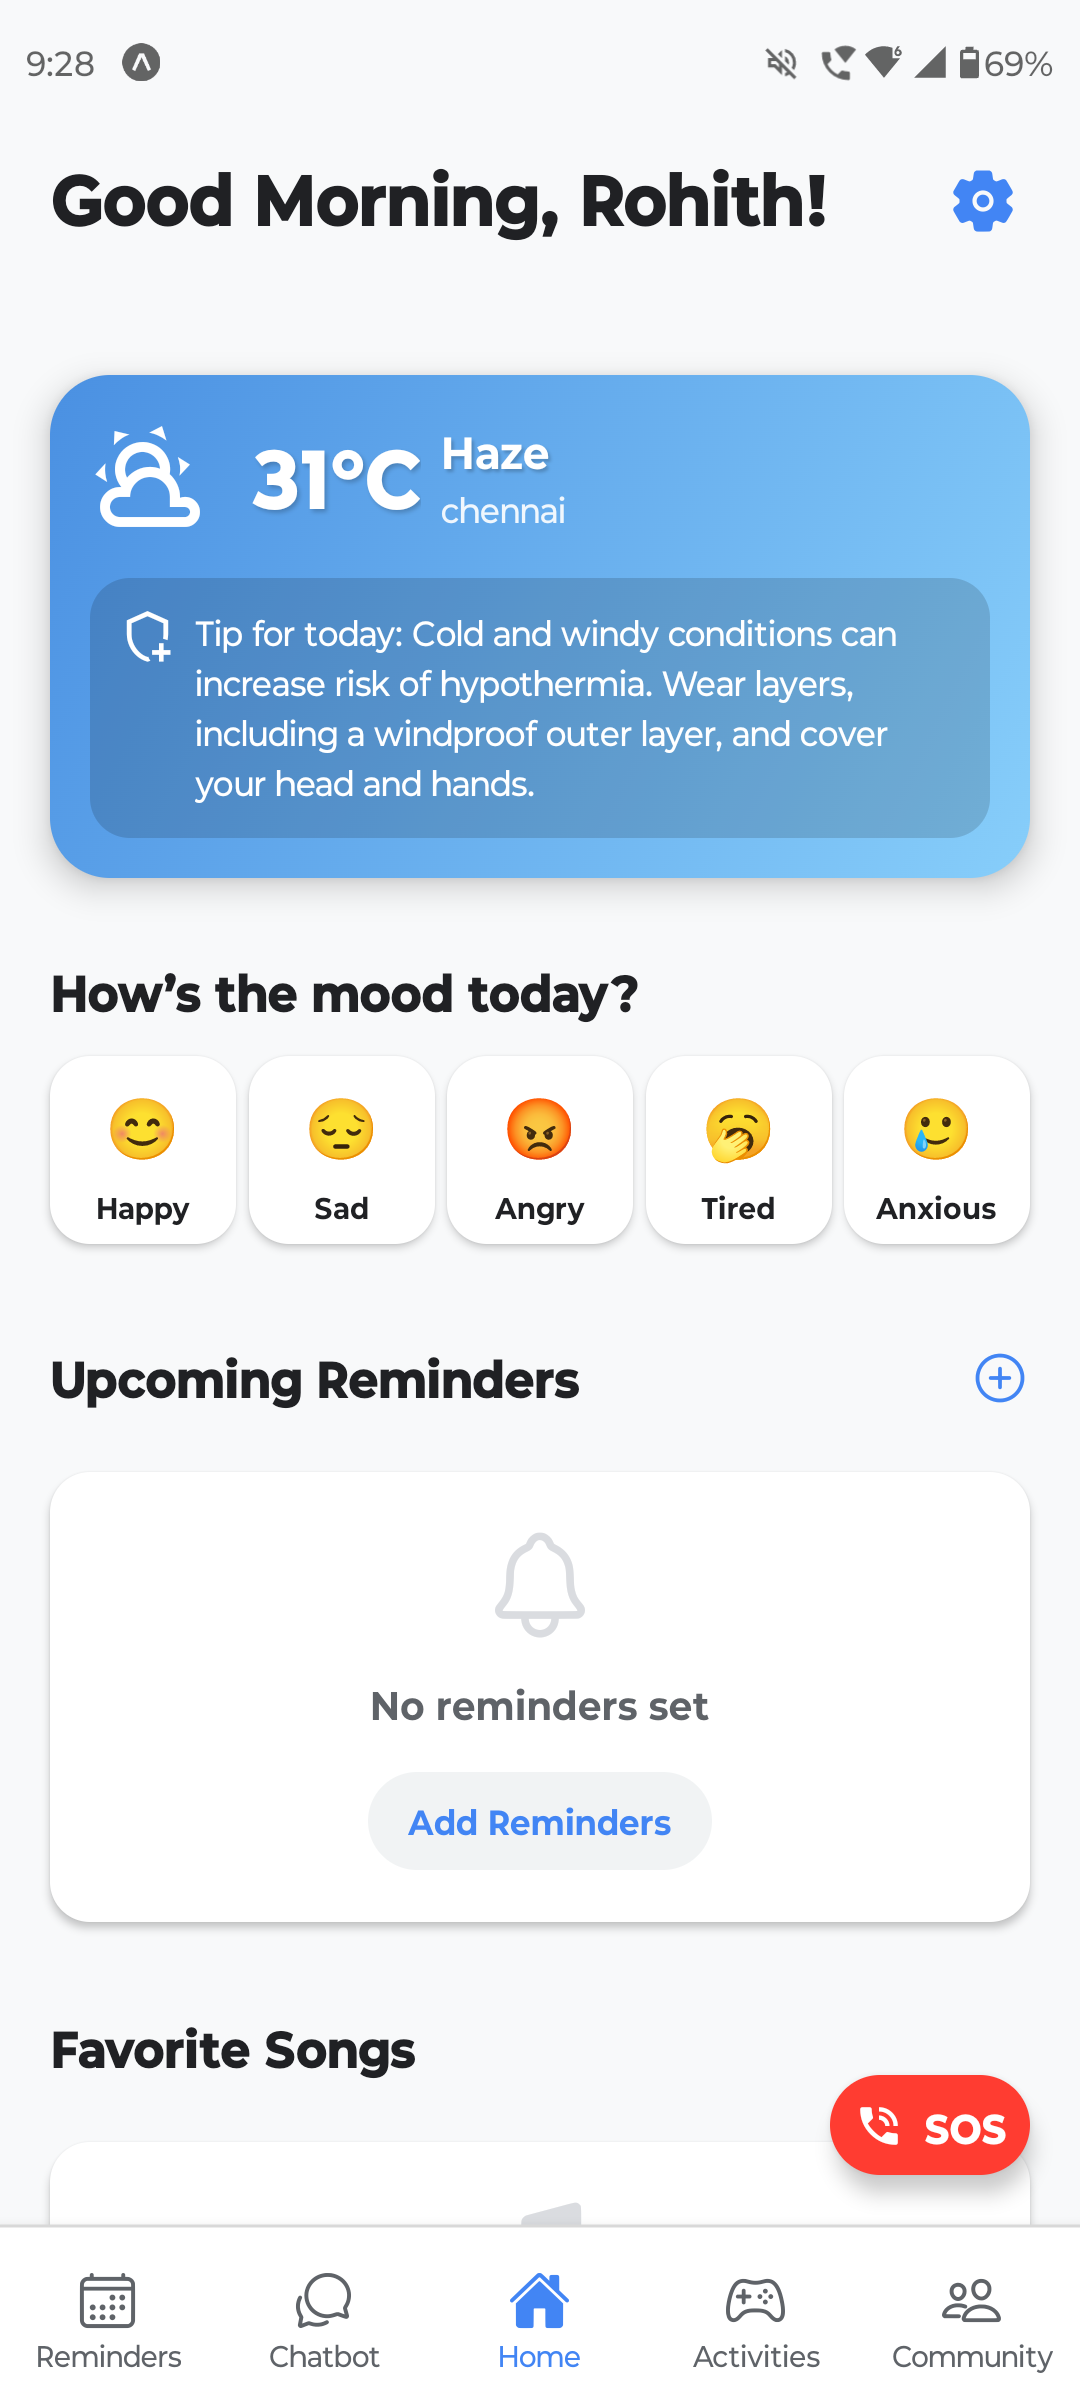 9:28
69%
Good Morning, Rohith!
31°C
Haze
chennai
Tip for today: Cold and windy conditions can
increase risk of hypothermia. Wear layers,
including a windproof outer layer, and cover
your head and hands.
How's the mood today?
Happy
Sad
Angry
Tired
Anxious
Upcoming Reminders
No reminders set
Add Reminders
Favorite Songs
SOS
Reminders
Chatbot
Home
Activities
Community